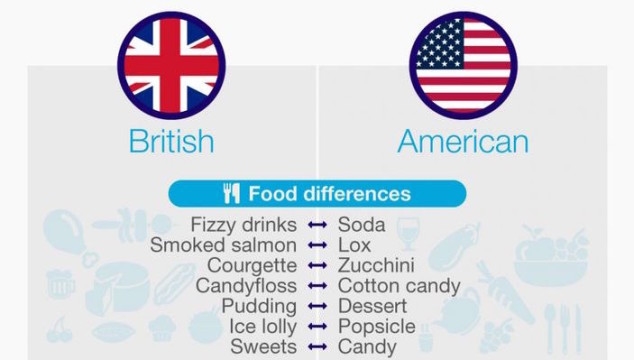 British American
Food differences
Fizzy drinks ↔ Soda
Smoked salmon ↔ Lox
Courgette ↔ Zucchini
Candyfloss ↔ Cotton candy
Pudding ↔ Dessert
Ice lolly ↔ Popsicle
Sweets ↔ Candy